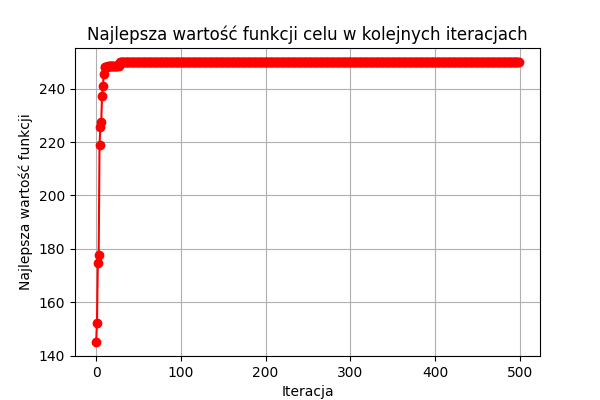 Najlepsza wartość funkcji celu w kolejnych iteracjach
Najlepsza wartość funkcji
240
220
200
180
160
140
0 100 200 300 400 500
Iteracja